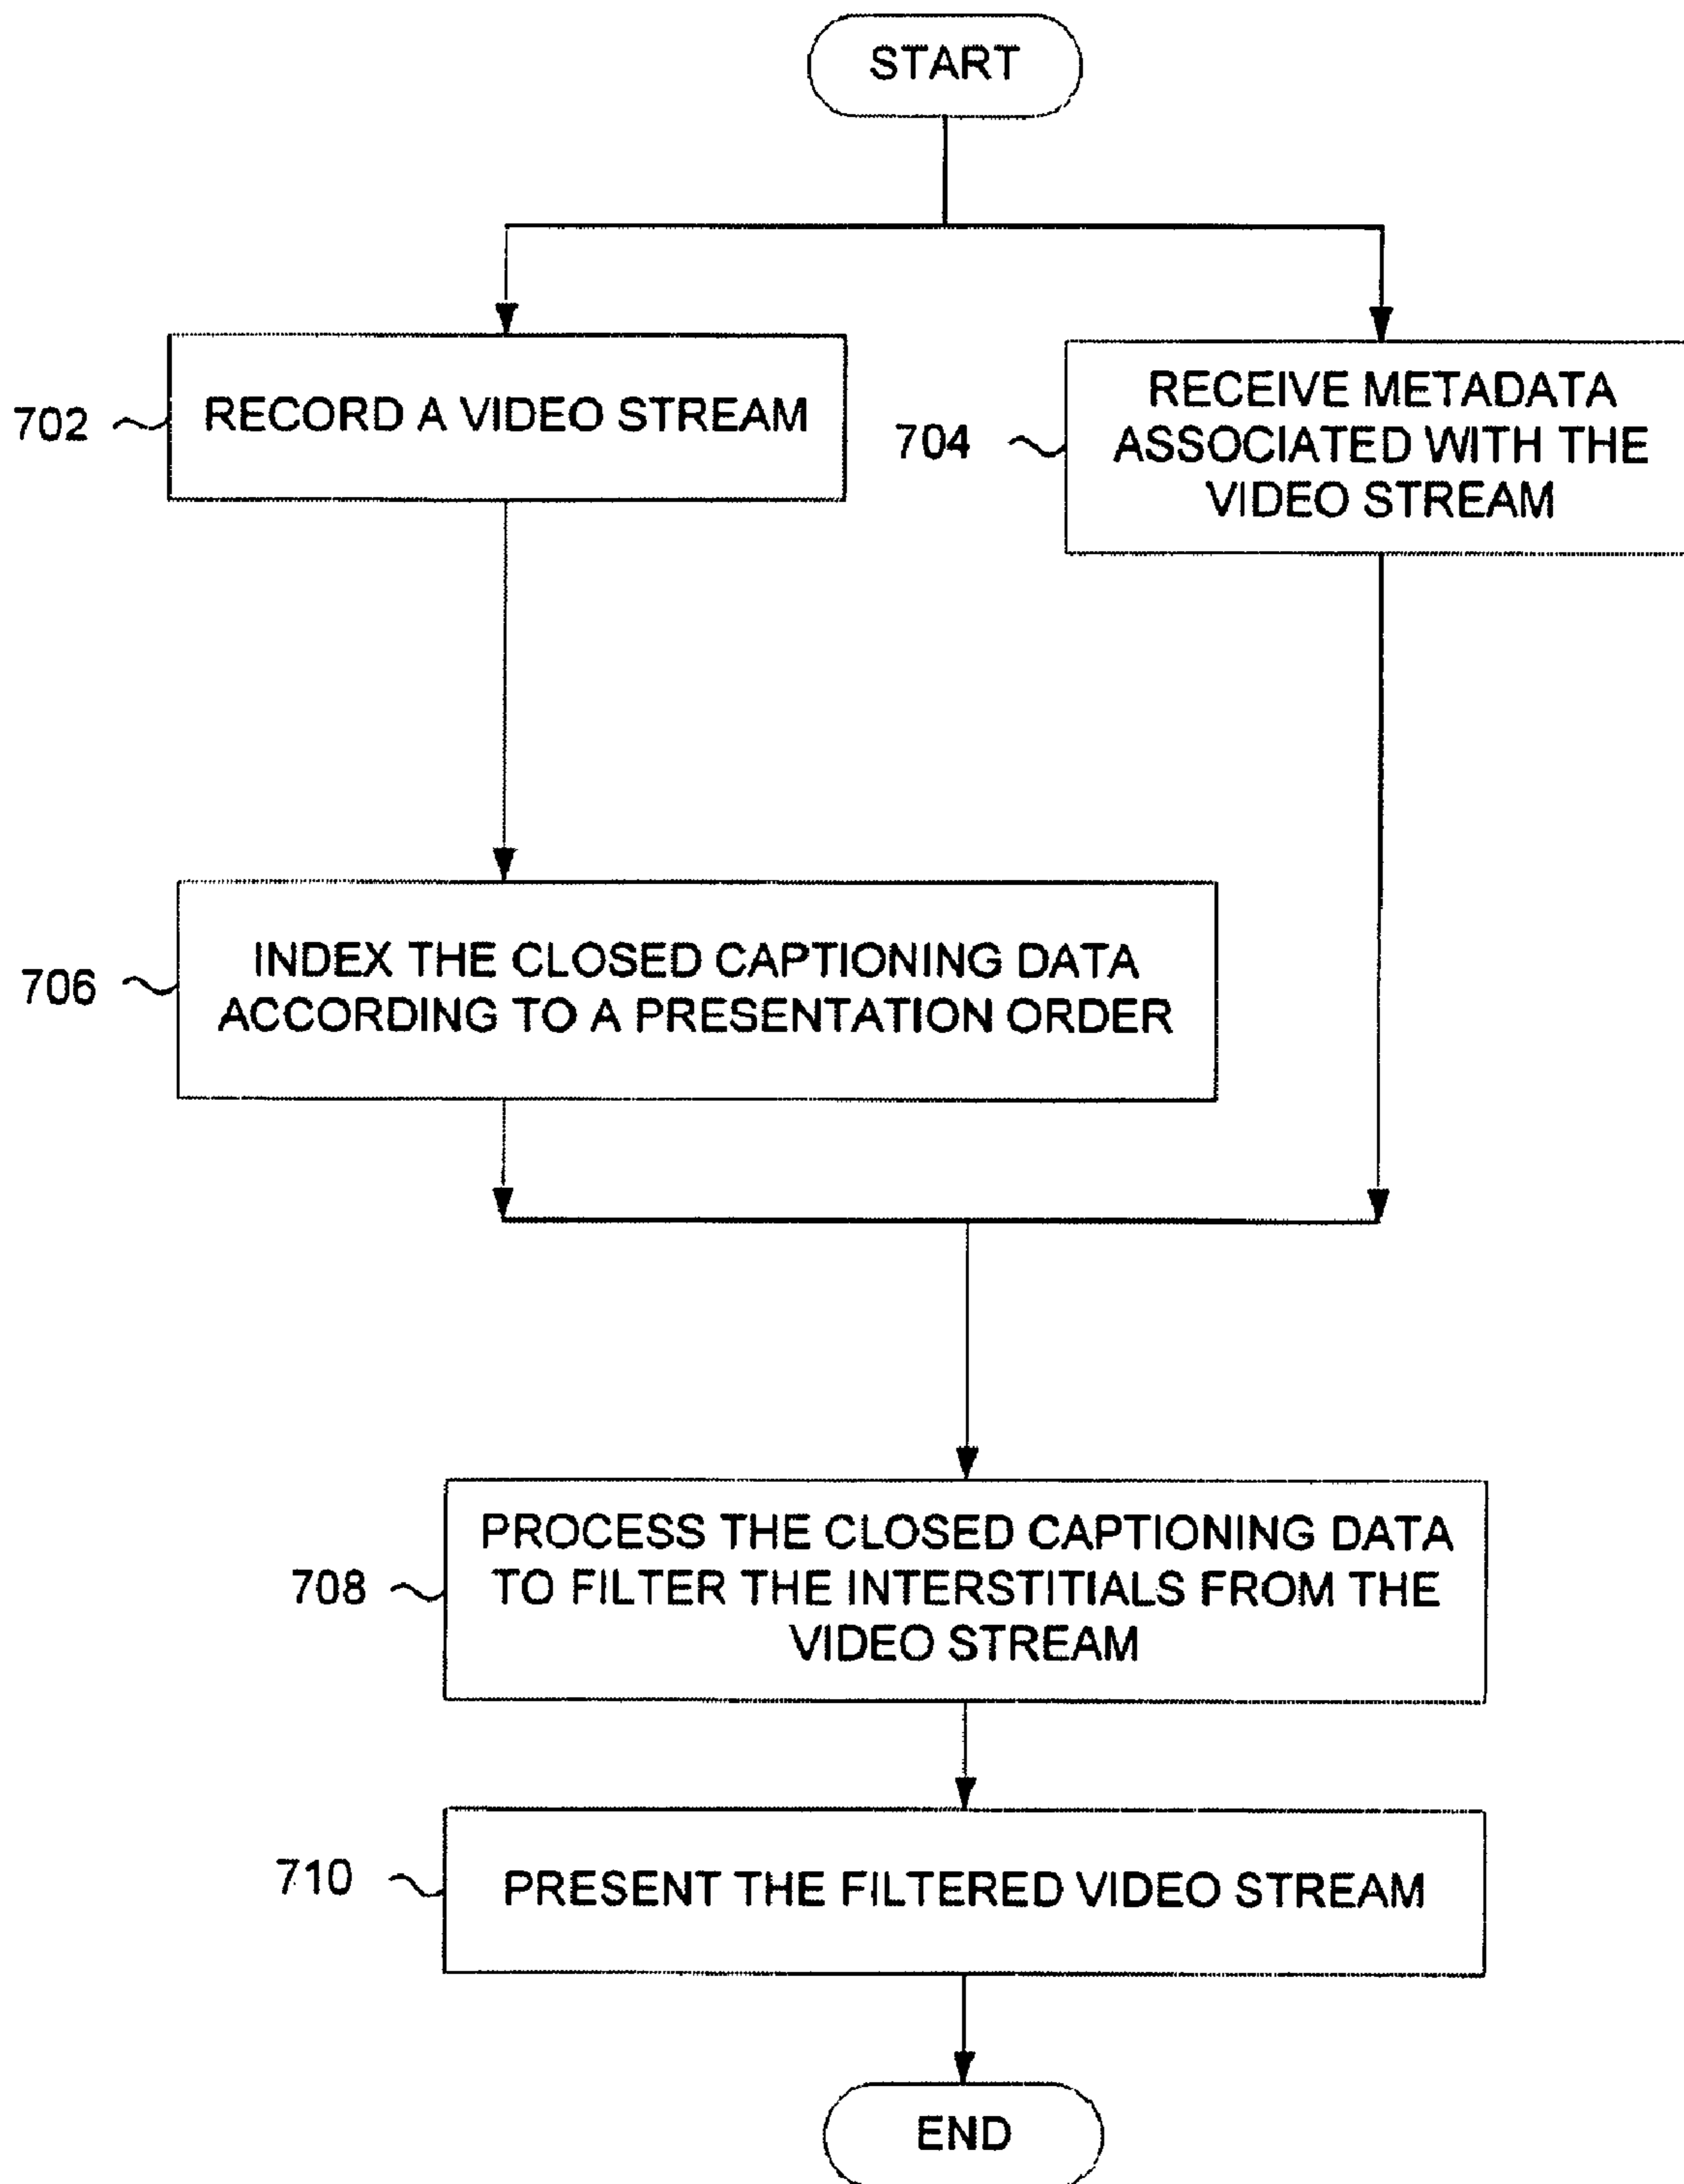 START
702
RECORD A VIDEO STREAM
704
RECEIVE METADATA
ASSOCIATED WITH THE
VIDEO STREAM
706
INDEX THE CLOSED CAPTIONING DATA
ACCORDING TO A PRESENTATION ORDER
708
PROCESS THE CLOSED CAPTIONING DATA
TO FILTER THE INTERSTITIALS FROM THE
VIDEO STREAM
710
PRESENT THE FILTERED VIDEO STREAM
END